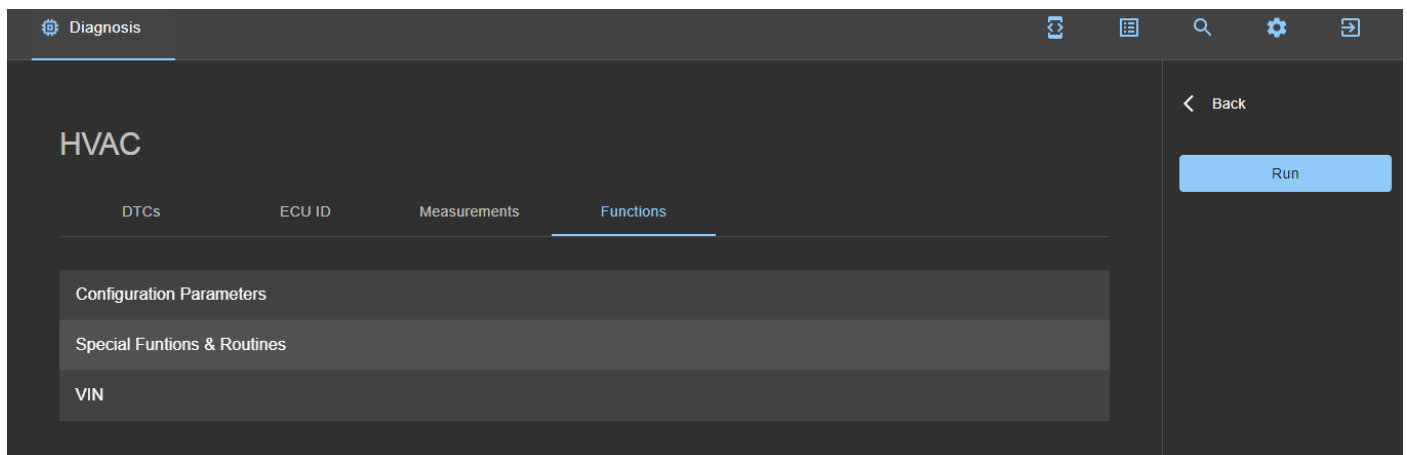 Diagnosis
Back
HVAC
Run
DTCs ECU ID Measurements Functions
Configuration Parameters
Special Funtions & Routines
VIN